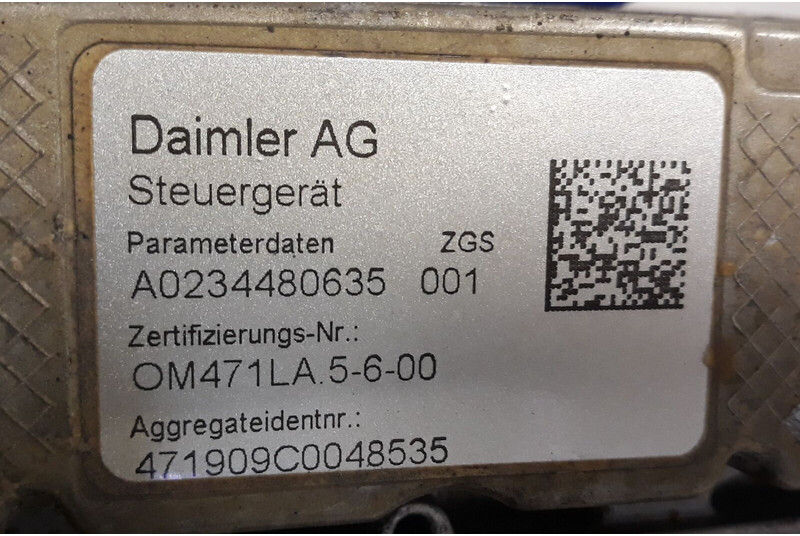 Daimler AG
Steuergerät
Parameterdaten ZGS
A0234480635 001
Zertifizierungs-Nr.:
OM471LA.5-6-00
Aggregateidentnr.:
471909C0048535